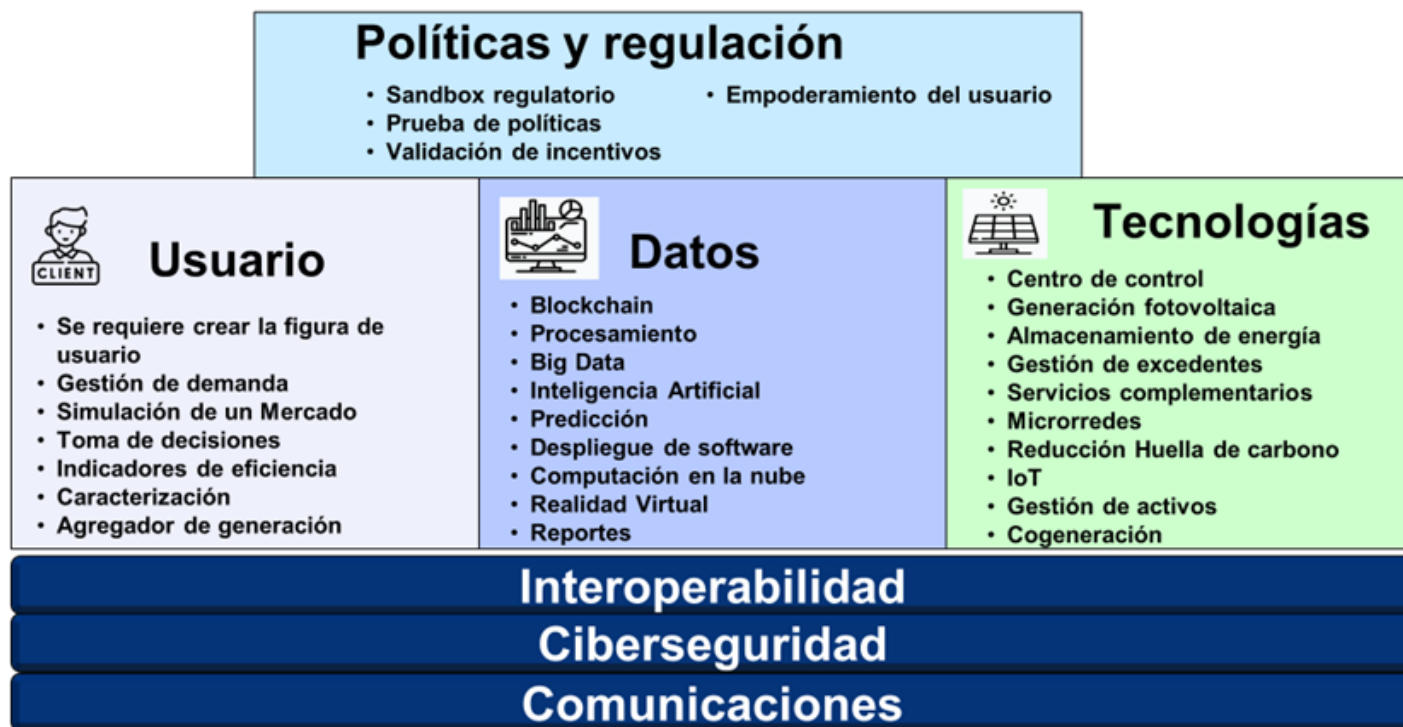 Políticas y regulación
• Sandbox regulatorio
• Prueba de políticas
• Validación de incentivos
• Empoderamiento del usuario
CLIENT
Usuario
• Se requiere crear la figura de
usuario
• Gestión de demanda
• Simulación de un Mercado
• Toma de decisiones
• Indicadores de eficiencia
• Caracterización
• Agregador de generación
Datos
• Blockchain
• Procesamiento
• Big Data
• Inteligencia Artificial
• Predicción
• Despliegue de software
• Computación en la nube
• Realidad Virtual
• Reportes
Tecnologías
• Centro de control
• Generación fotovoltaica
• Almacenamiento de energía
• Gestión de excedentes
• Servicios complementarios
• Microrredes
• Reducción Huella de carbono
• IoT
• Gestión de activos
• Cogeneración
Interoperabilidad
Ciberseguridad
Comunicaciones